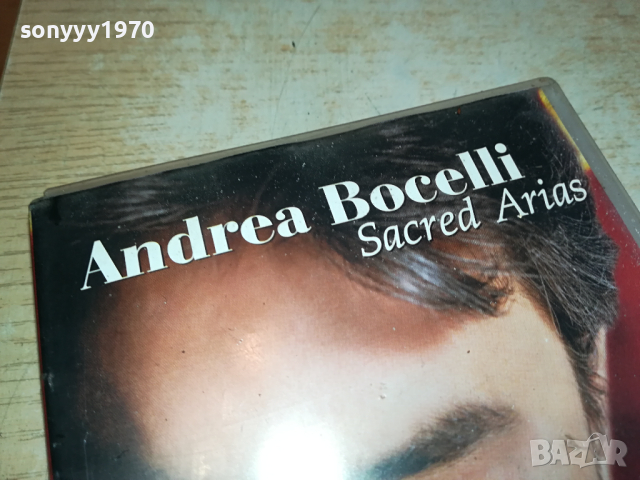 sonyyy1970
Andrea Bocelli
Sacred Arias
BAZAR